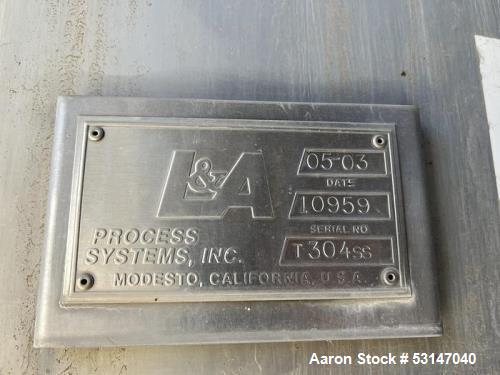 L&A
PROCESS
SYSTEMS, INC.
MODESTO, CALIFORNIA, U.S.A.
05-03
DATE
10959
SERIAL NO
T304SS
Aaron Stock #53147040